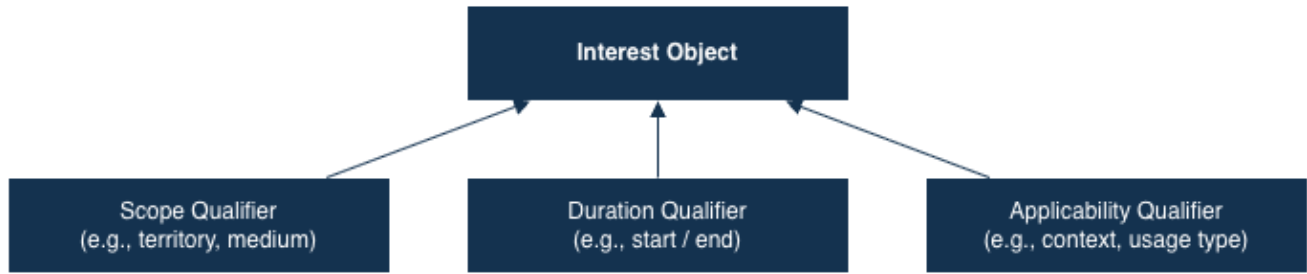 Interest Object
Scope Qualifier
(e.g., territory, medium)
Duration Qualifier
(e.g., start / end)
Applicability Qualifier
(e.g., context, usage type)